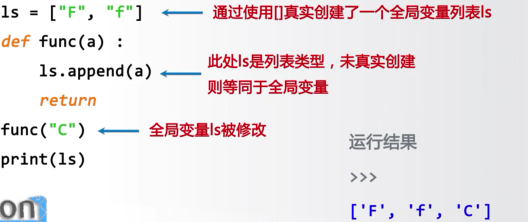 ls = ["F", "f"] 通过使用[]真实创建了一个全局变量列表ls
def func(a) :
ls.append(a) 此处ls是列表类型，未真实创建
则等同于全局变量
return
func("C") 全局变量ls被修改
print(ls)
运行结果
>>>
['F', 'f', 'C']
on